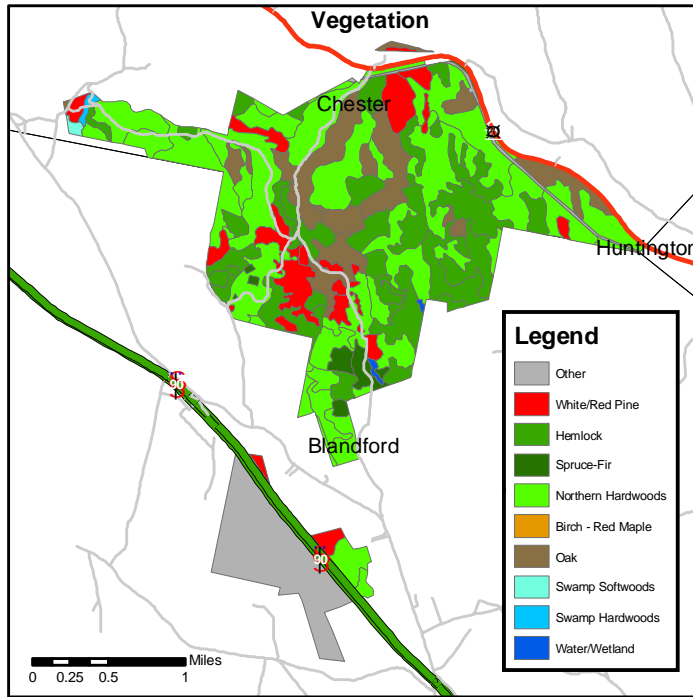 Vegetation
Chester
Huntington
90
Blandford
90
Legend
Other
White/Red Pine
Hemlock
Spruce-Fir
Northern Hardwoods
Birch - Red Maple
Oak
Swamp Softwoods
Swamp Hardwoods
Water/Wetland
Miles
0 0.25 0.5 1